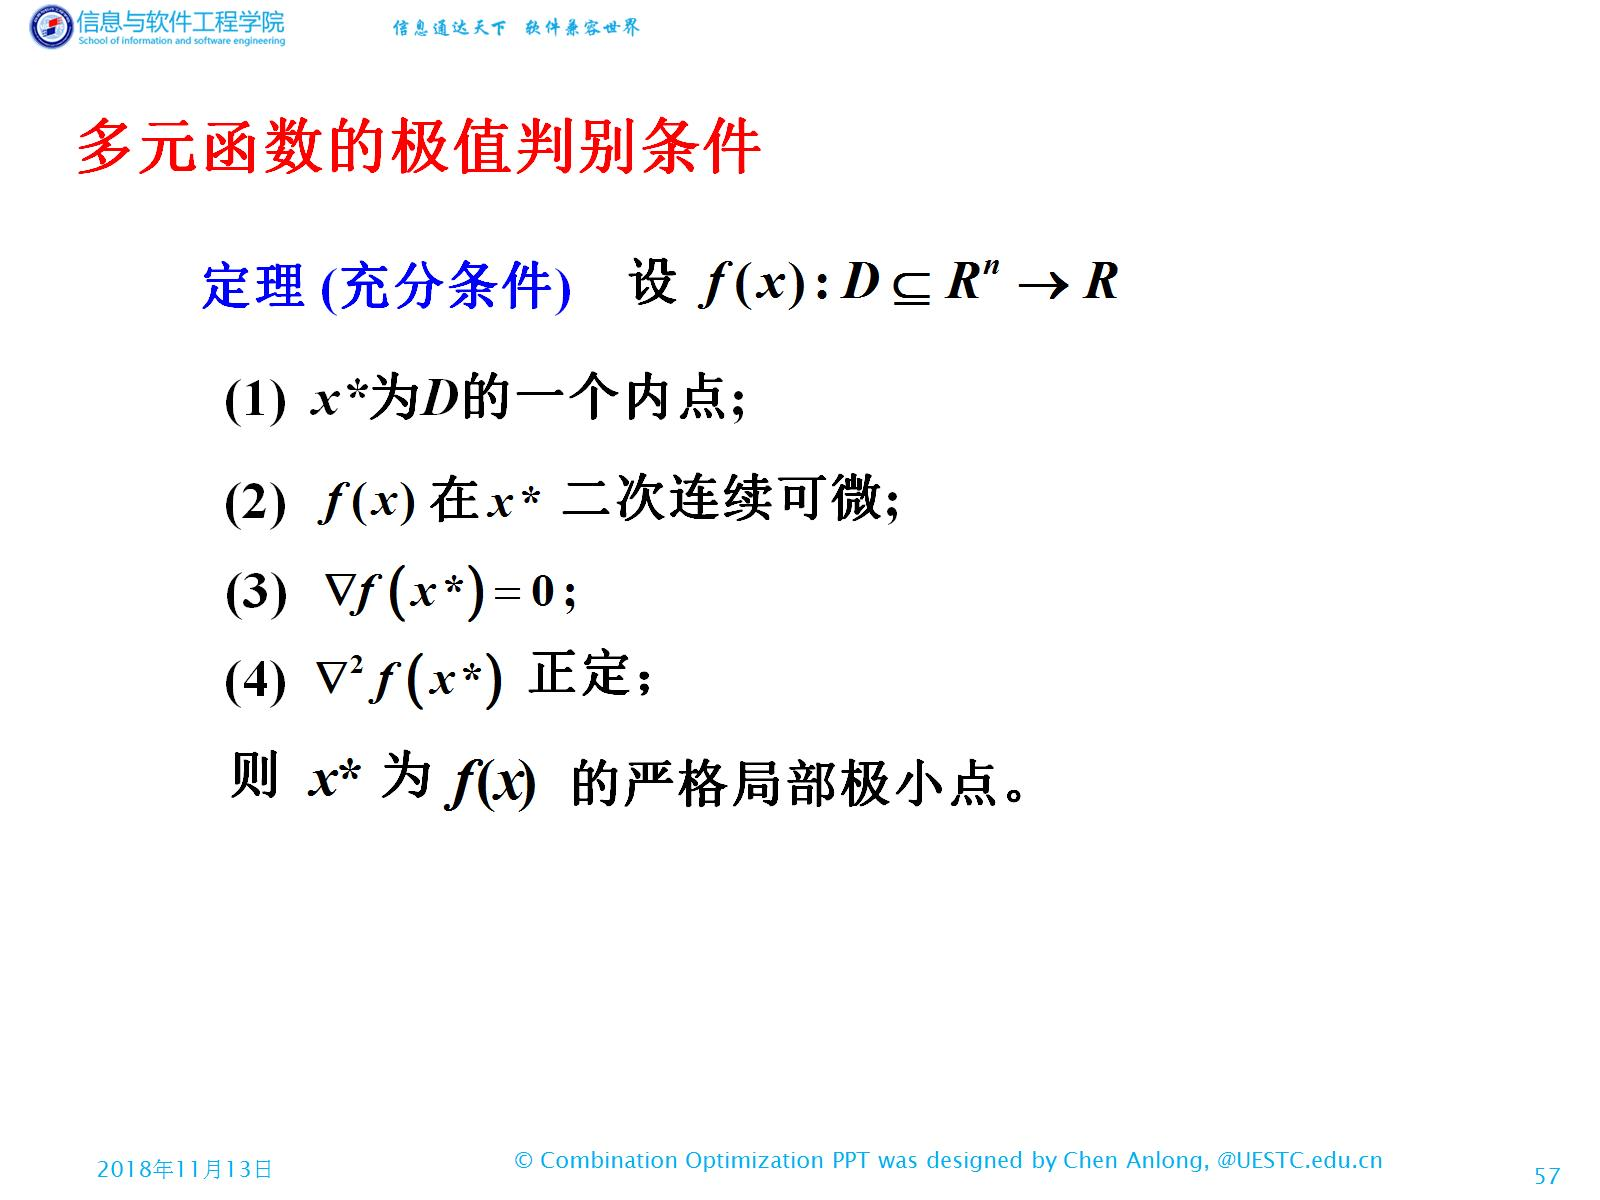 信息与软件工程学院
School of information and software engineering
信息通达天下 软件兼容世界
多元函数的极值判别条件
定理 (充分条件) 设 f(x): D ⊆ Rⁿ → R
(1) x*为D的一个内点;
(2) f(x) 在 x* 二次连续可微;
(3) ∇f(x*) = 0;
(4) ∇²f(x*) 正定；
则 x* 为 f(x) 的严格局部极小点。
2018年11月13日
© Combination Optimization PPT was designed by Chen Anlong, @UESTC.edu.cn
57